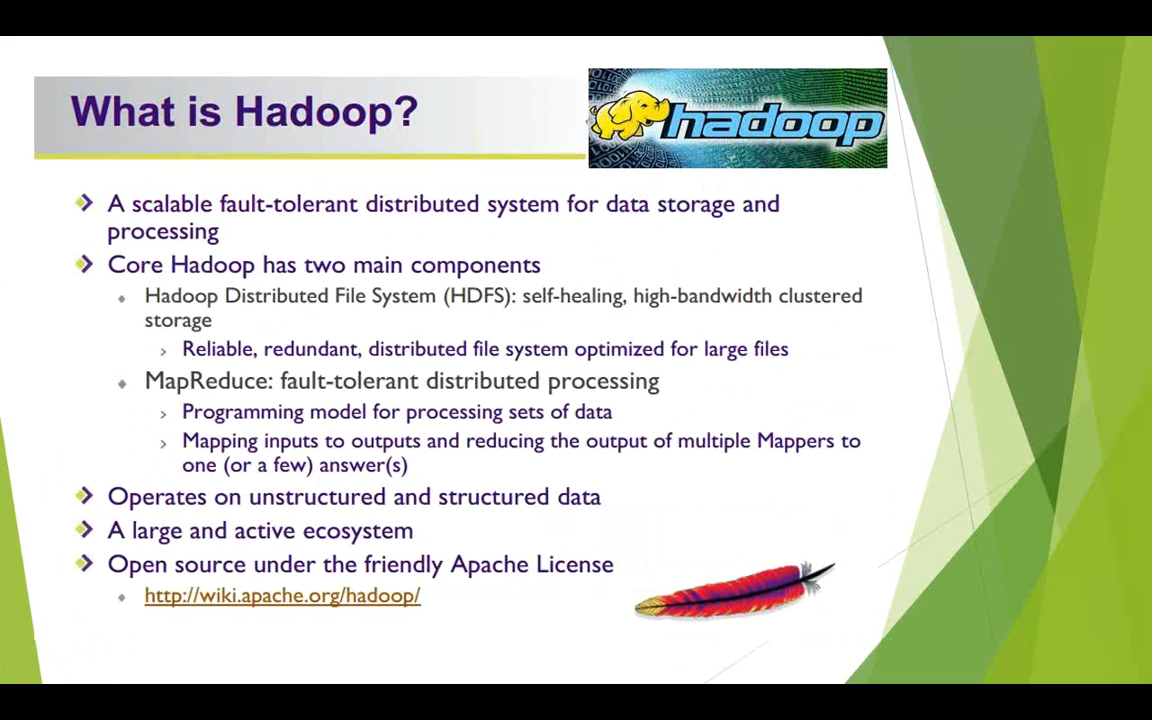 What is Hadoop?
hadoop
A scalable fault-tolerant distributed system for data storage and
processing
Core Hadoop has two main components
Hadoop Distributed File System (HDFS): self-healing, high-bandwidth clustered
storage
Reliable, redundant, distributed file system optimized for large files
MapReduce: fault-tolerant distributed processing
Programming model for processing sets of data
Mapping inputs to outputs and reducing the output of multiple Mappers to
one (or a few) answer(s)
Operates on unstructured and structured data
A large and active ecosystem
Open source under the friendly Apache License
http://wiki.apache.org/hadoop/